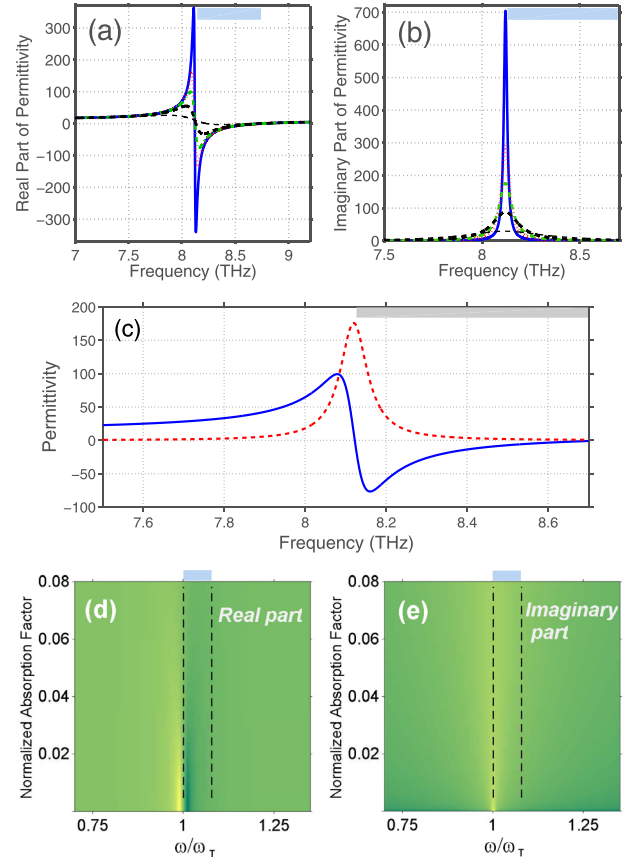 (a)
Real Part of Permittivity
300
200
100
0
−100
−200
−300
7
7.5
8
8.5
9
Frequency (THz)
(b)
Imaginary Part of Permittivity
700
600
500
400
300
200
100
0
7.5
8
8.5
Frequency (THz)
(c)
Permittivity
200
150
100
50
0
−50
−100
7.6
7.8
8
8.2
8.4
8.6
Frequency (THz)
(d)
Real part
Normalized Absorption Factor
0.08
0.06
0.04
0.02
0.75
1
1.25
ω/ω_T
(e)
Imaginary
part
Normalized Absorption Factor
0.08
0.06
0.04
0.02
0.75
1
1.25
ω/ω_T